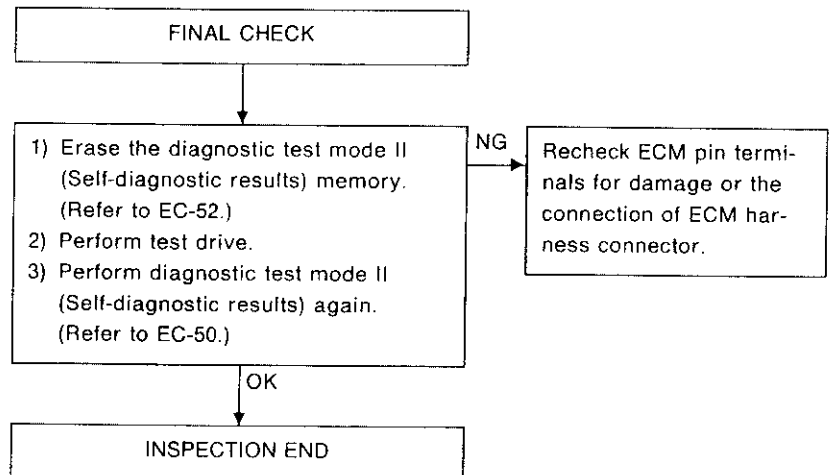 FINAL CHECK
1) Erase the diagnostic test mode II
(Self-diagnostic results) memory.
(Refer to EC-52.)
2) Perform test drive.
3) Perform diagnostic test mode II
(Self-diagnostic results) again.
(Refer to EC-50.)
NG
Recheck ECM pin termi-
nals for damage or the
connection of ECM har-
ness connector.
OK
INSPECTION END